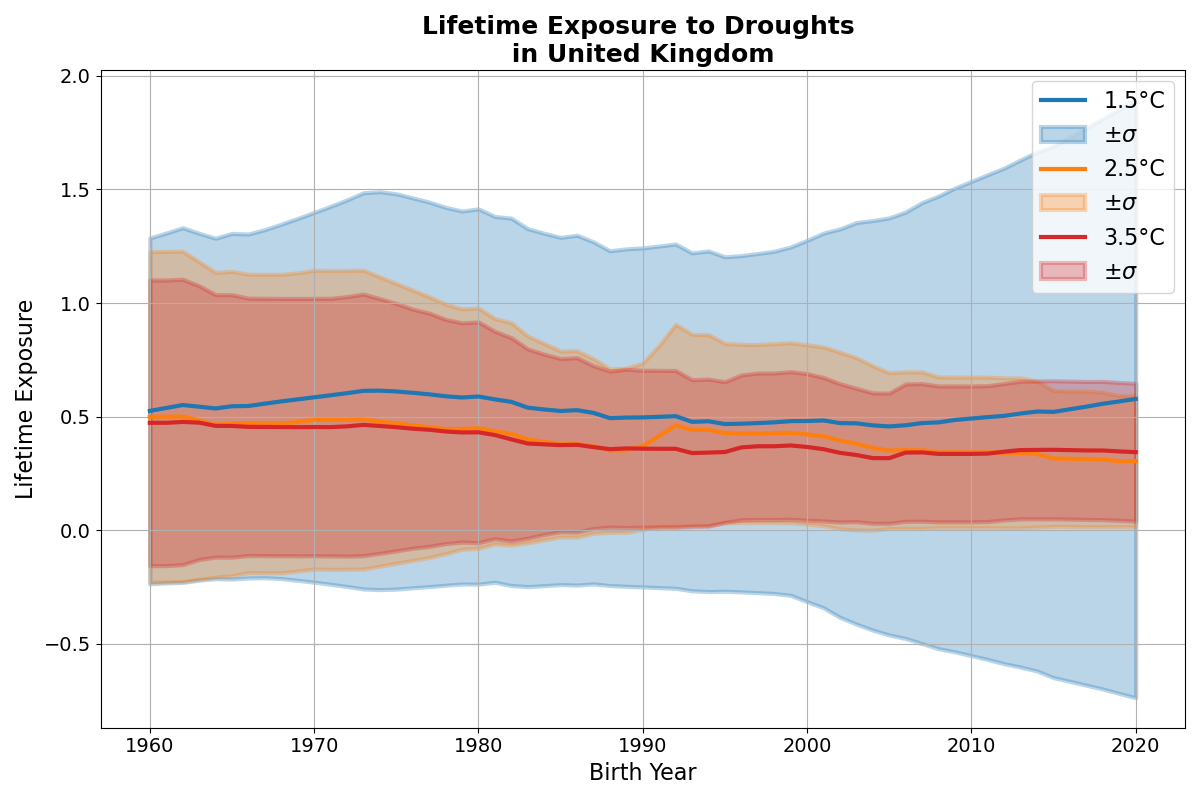 Lifetime Exposure to Droughts
in United Kingdom
2.0
1.5
1.0
0.5
0.0
−0.5
Lifetime Exposure
1.5°C
±σ
2.5°C
±σ
3.5°C
±σ
1960 1970 1980 1990 2000 2010 2020
Birth Year